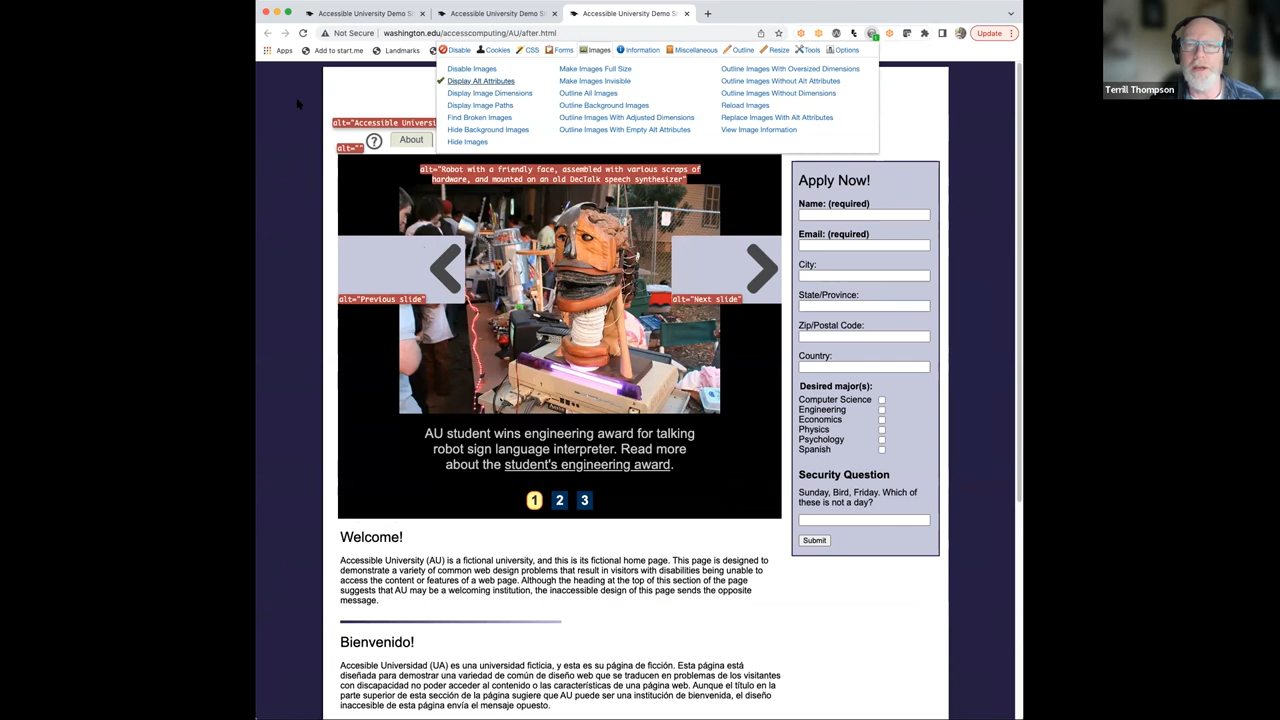 Accessible University Demo Si
Accessible University Demo Si
Accessible University Demo Si
Not Secure
washington.edu/accesscomputing/AU/after.html
Update
Apps
Add to start.me
Landmarks
Disable
Cookies
CSS
Forms
Images
Information
Miscellaneous
Outline
Resize
Tools
Options
Disable Images
Display Alt Attributes
Display Image Dimensions
Display Image Paths
Find Broken Images
Hide Background Images
Hide Images
Make Images Full Size
Make Images Invisible
Outline All Images
Outline Background Images
Outline Images With Adjusted Dimensions
Outline Images With Empty Alt Attributes
Outline Images With Oversized Dimensions
Outline Images Without Alt Attributes
Outline Images Without Dimensions
Reload Images
Replace Images With Alt Attributes
View Image Information
Terrill Thompson
alt="Accessible Universi
alt=""
?
About
alt="Robot with a friendly face, assembled with various scraps of
hardware, and mounted on an old DecTalk speech synthesizer"
alt="Previous slide"
alt="Next slide"
AU student wins engineering award for talking
robot sign language interpreter. Read more
about the student's engineering award.
1 2 3
Apply Now!
Name: (required)
Email: (required)
City:
State/Province:
Zip/Postal Code:
Country:
Desired major(s):
Computer Science
Engineering
Economics
Physics
Psychology
Spanish
Security Question
Sunday, Bird, Friday. Which of
these is not a day?
Submit
Welcome!
Accessible University (AU) is a fictional university, and this is its fictional home page. This page is designed to
demonstrate a variety of common web design problems that result in visitors with disabilities being unable to
access the content or features of a web page. Although the heading at the top of this section of the page
suggests that AU may be a welcoming institution, the inaccessible design of this page sends the opposite
message.
Bienvenido!
Accesible Universidad (UA) es una universidad ficticia, y esta es su página de ficción. Esta página está
diseñada para demostrar una variedad de común de diseño web que se traducen en problemas de los visitantes
con discapacidad no poder acceder al contenido o las características de una página web. Aunque el título en la
parte superior de esta sección de la página sugiere que AU puede ser una institución de bienvenida, el diseño
inaccesible de esta página envía el mensaje opuesto.